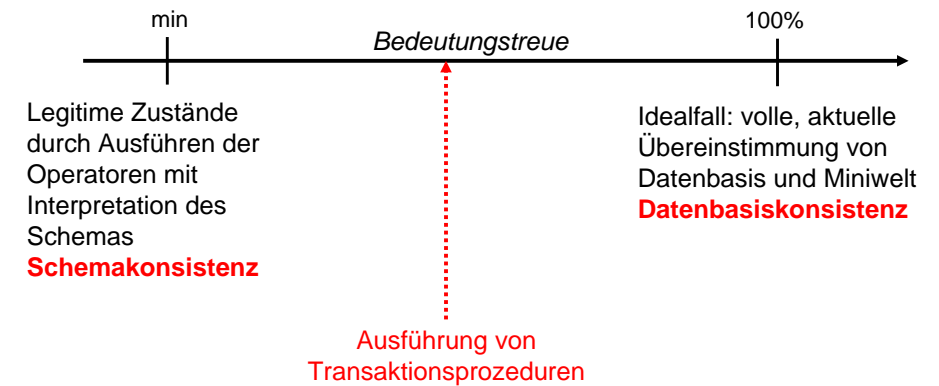 min
100%
Bedeutungstreue
Legitime Zustände
durch Ausführen der
Operatoren mit
Interpretation des
Schemas
Schemakonsistenz
Idealfall: volle, aktuelle
Übereinstimmung von
Datenbasis und Miniwelt
Datenbasiskonsistenz
Ausführung von
Transaktionsprozeduren